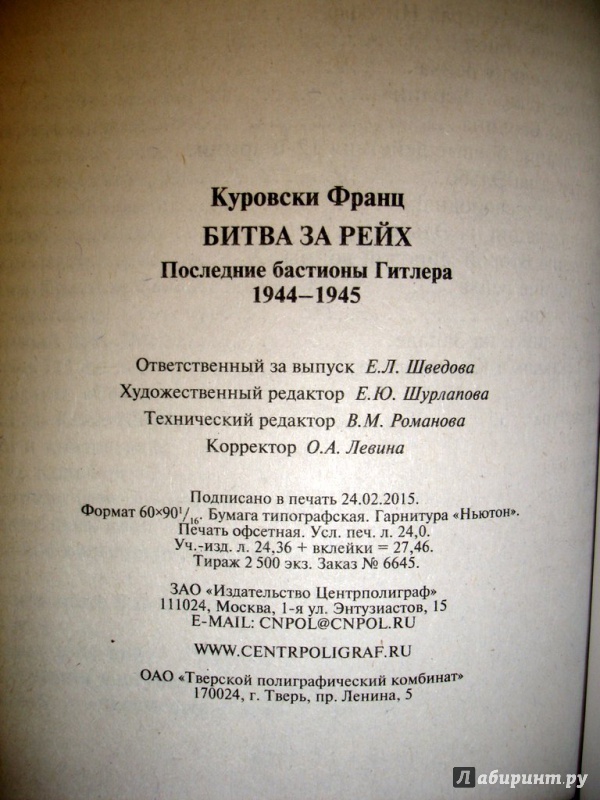 Куровски Франц
БИТВА ЗА РЕЙХ
Последние бастионы Гитлера
1944–1945
Ответственный за выпуск Е.Л. Шведова
Художественный редактор Е.Ю. Шурлапова
Технический редактор В.М. Романова
Корректор О.А. Левина
Подписано в печать 24.02.2015.
Формат 60×90¹/₁₆. Бумага типографская. Гарнитура «Ньютон».
Печать офсетная. Усл. печ. л. 24,0.
Уч.-изд. л. 24,36 + вклейки = 27,46.
Тираж 2 500 экз. Заказ № 6645.
ЗАО «Издательство Центрполиграф»
111024, Москва, 1-я ул. Энтузиастов, 15
E-MAIL: CNPOL@CNPOL.RU
WWW.CENTRPOLIGRAF.RU
ОАО «Тверской полиграфический комбинат»
170024, г. Тверь, пр. Ленина, 5
Лабиринт.ру